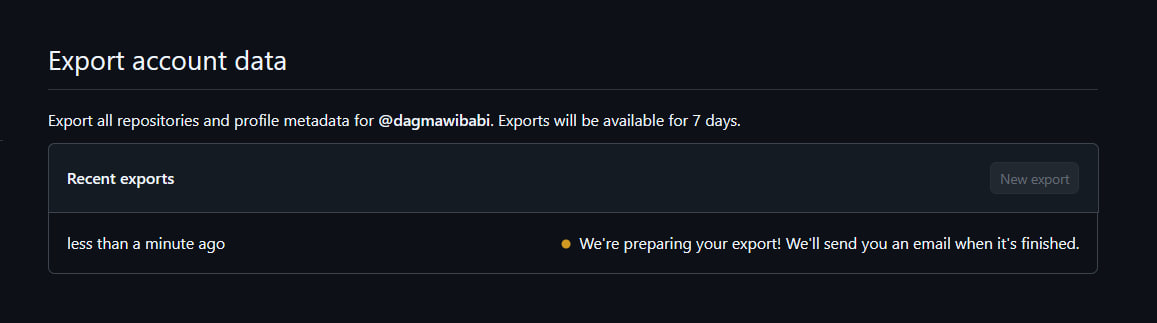 Export account data
Export all repositories and profile metadata for @dagmawibabi. Exports will be available for 7 days.
Recent exports
New export
less than a minute ago
We're preparing your export! We'll send you an email when it's finished.